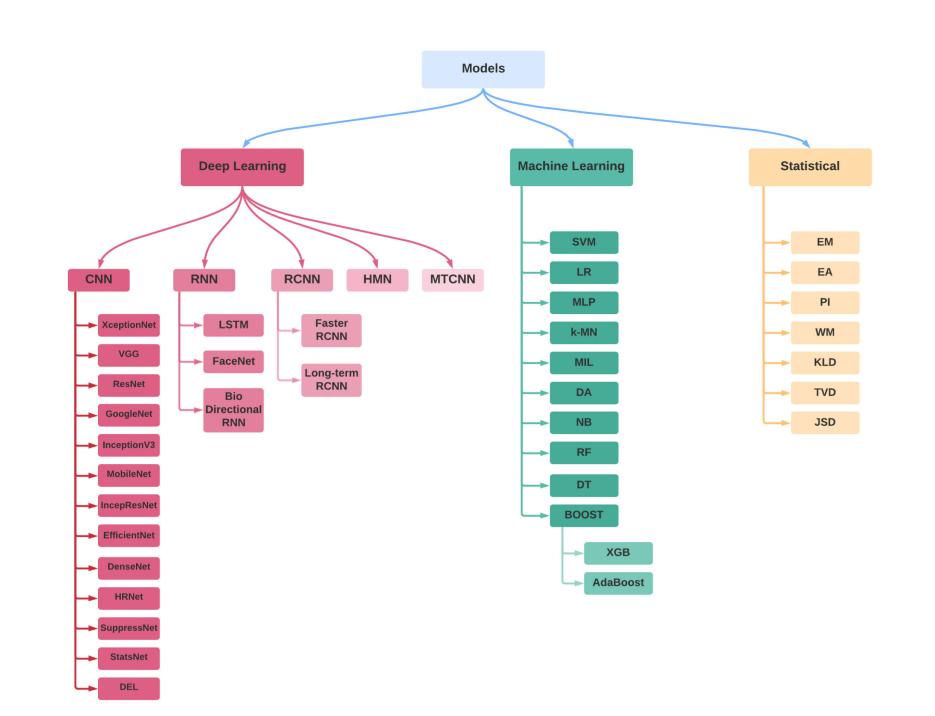 Models
Deep Learning
Machine Learning
Statistical
CNN
RNN
RCNN
HMN
MTCNN
XceptionNet
VGG
ResNet
GoogleNet
InceptionV3
MobileNet
IncepResNet
EfficientNet
DenseNet
HRNet
SuppressNet
StatsNet
DEL
LSTM
FaceNet
Bio
Directional
RNN
Faster
RCNN
Long-term
RCNN
SVM
LR
MLP
k-MN
MIL
DA
NB
RF
DT
BOOST
XGB
AdaBoost
EM
EA
PI
WM
KLD
TVD
JSD